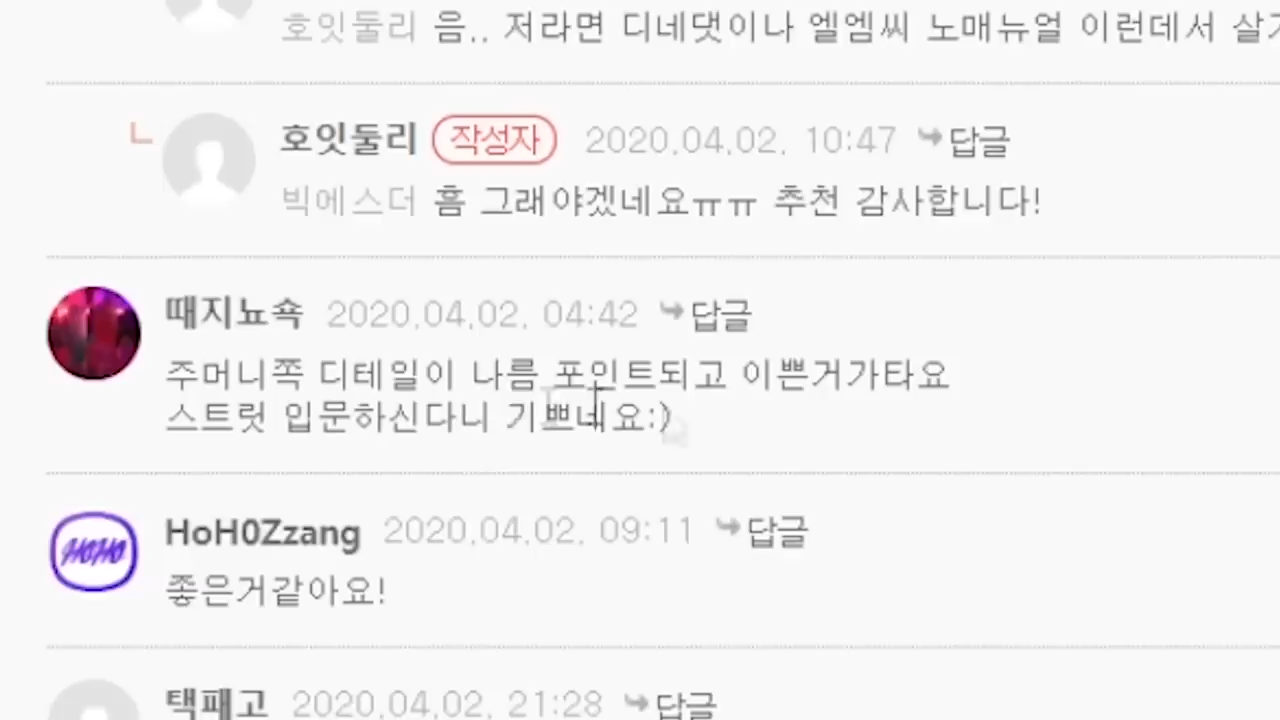 호잇둘리 음.. 저라면 디네댓이나 엘엠씨 노매뉴얼 이런데서 살
호잇둘리 작성자 2020.04.02. 10:47 답글
빅에스더 흠 그래야겠네요ㅠㅠ 추천 감사합니다!
때지뇨쇽 2020.04.02. 04:42 답글
주머니쪽 디테일이 나름 포인트되고 이쁜거가타요
스트릿 입문하신다니 기쁘네요:)
HOHO
HoH0Zzang 2020.04.02. 09:11 답글
좋은거같아요!
택패고 2020.04.02. 21:28 답글